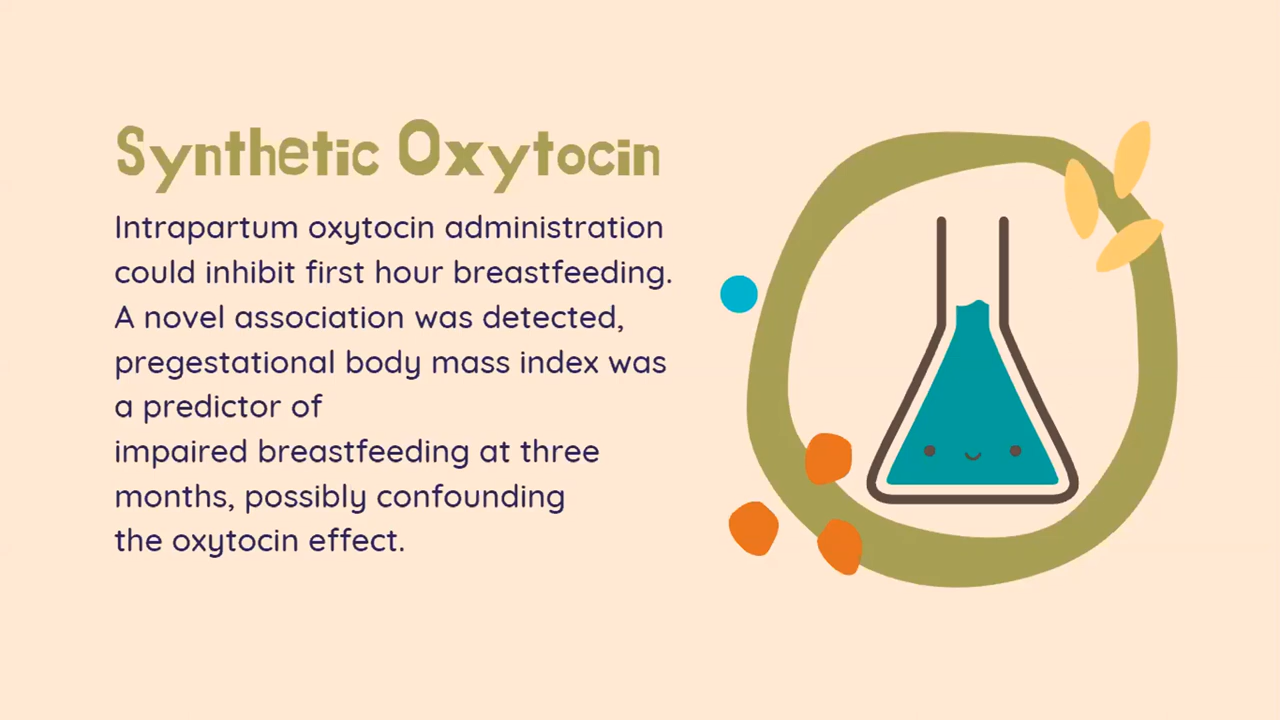 Synthetic Oxytocin
Intrapartum oxytocin administration
could inhibit first hour breastfeeding.
A novel association was detected,
pregestational body mass index was
a predictor of
impaired breastfeeding at three
months, possibly confounding
the oxytocin effect.